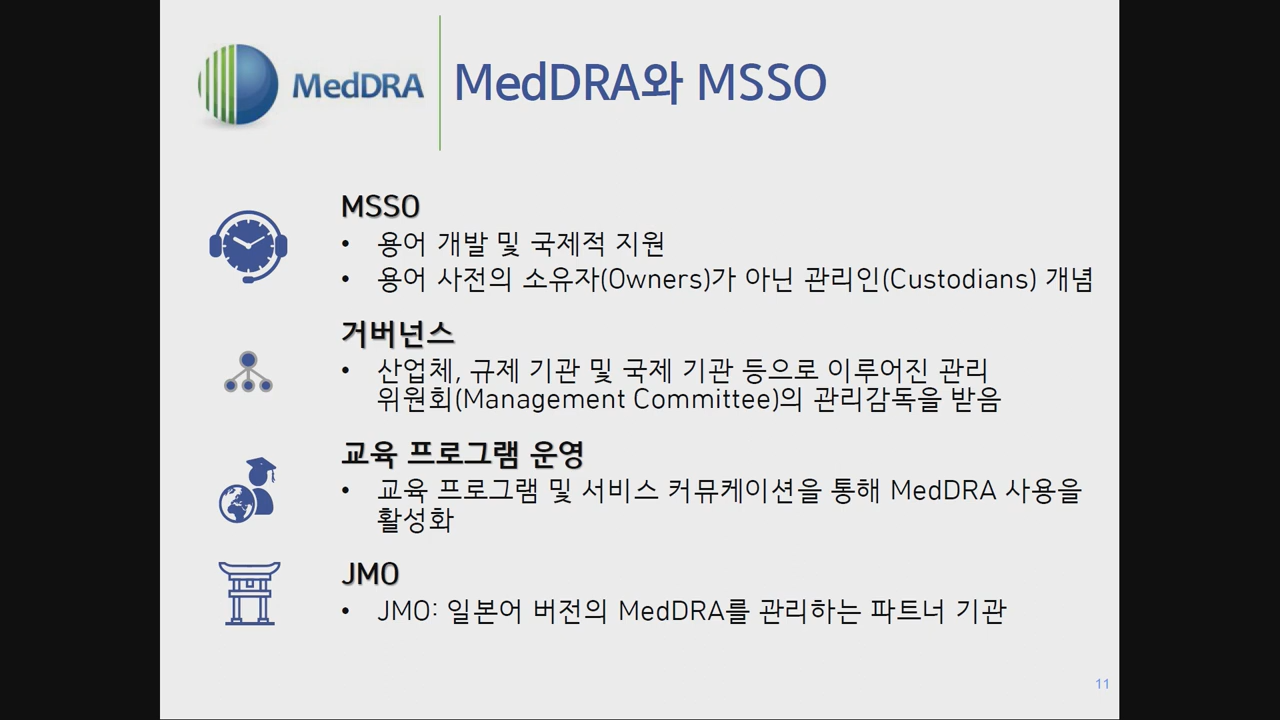 MedDRA
MedDRA와 MSSO
MSSO
• 용어 개발 및 국제적 지원
• 용어 사전의 소유자(Owners)가 아닌 관리인(Custodians) 개념
거버넌스
• 산업체, 규제 기관 및 국제 기관 등으로 이루어진 관리
위원회(Management Committee)의 관리감독을 받음
교육 프로그램 운영
• 교육 프로그램 및 서비스 커뮤케이션을 통해 MedDRA 사용을
활성화
JMO
• JMO: 일본어 버전의 MedDRA를 관리하는 파트너 기관
11